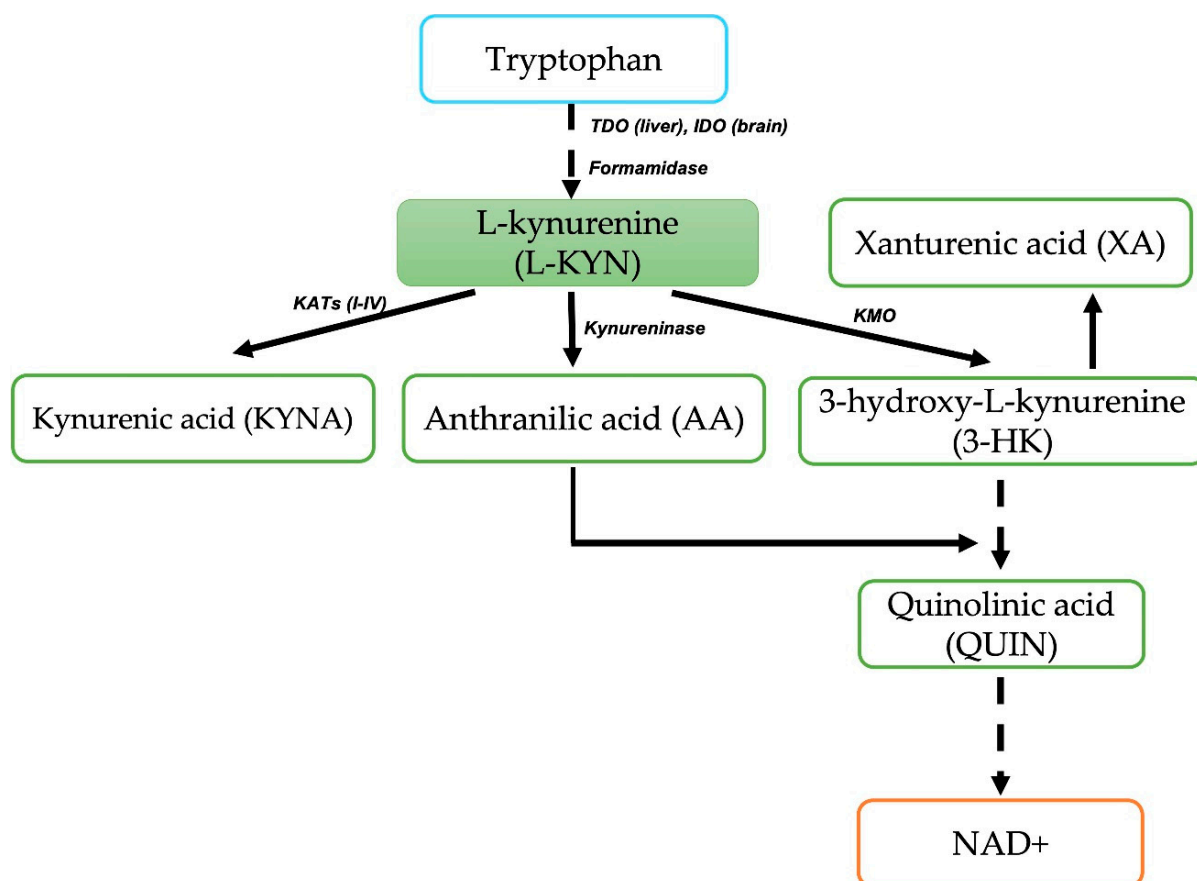 Tryptophan
TDO (liver), IDO (brain)
Formamidase
L-kynurenine
(L-KYN)
Xanturenic acid (XA)
KATs (I-IV)
Kynureninase
KMO
Kynurenic acid (KYNA)
Anthranilic acid (AA)
3-hydroxy-L-kynurenine
(3-HK)
Quinolinic acid
(QUIN)
NAD+